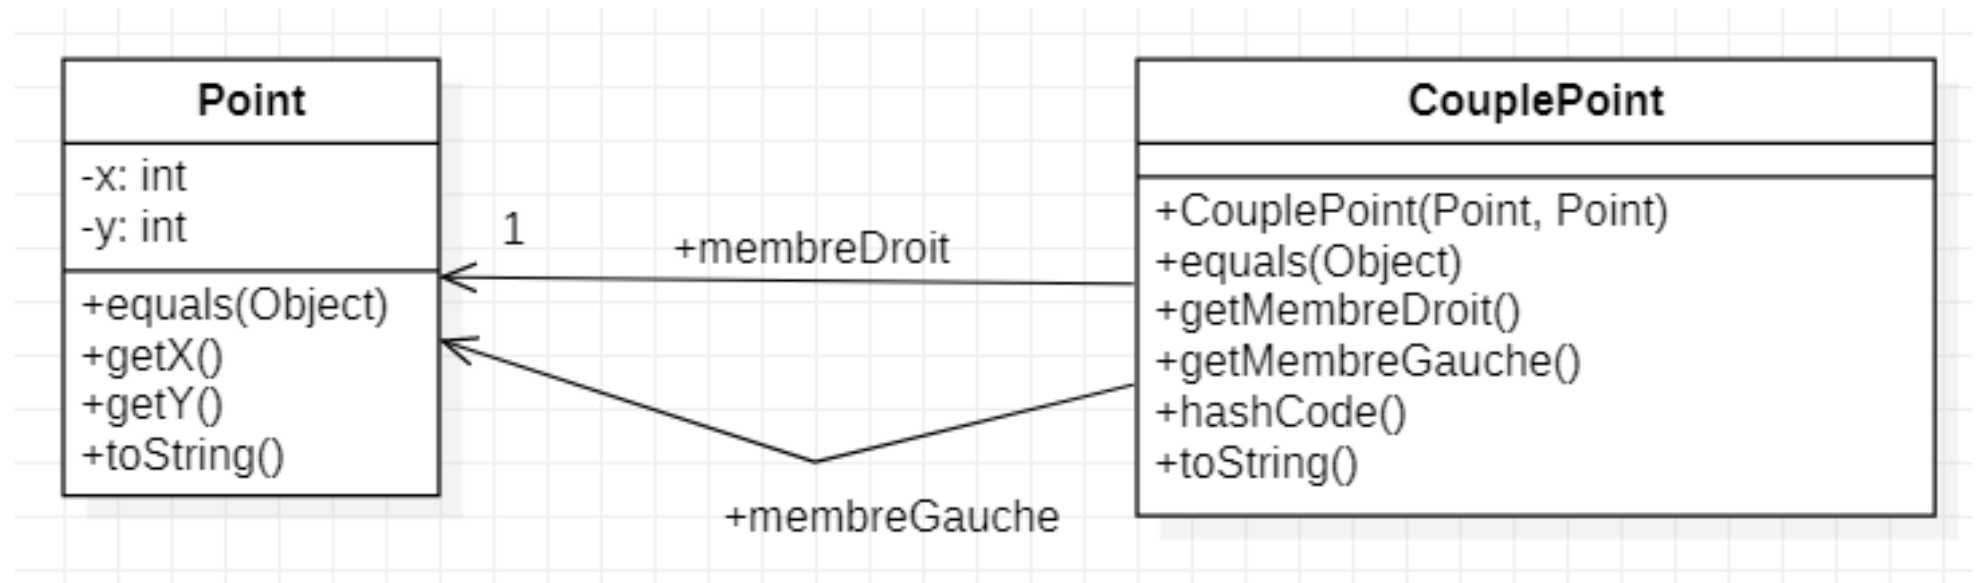 Point
-x: int
-y: int
+equals(Object)
+getX()
+getY()
+toString()
1
+membreDroit
+membreGauche
CouplePoint
+CouplePoint(Point, Point)
+equals(Object)
+getMembreDroit()
+getMembreGauche()
+hashCode()
+toString()